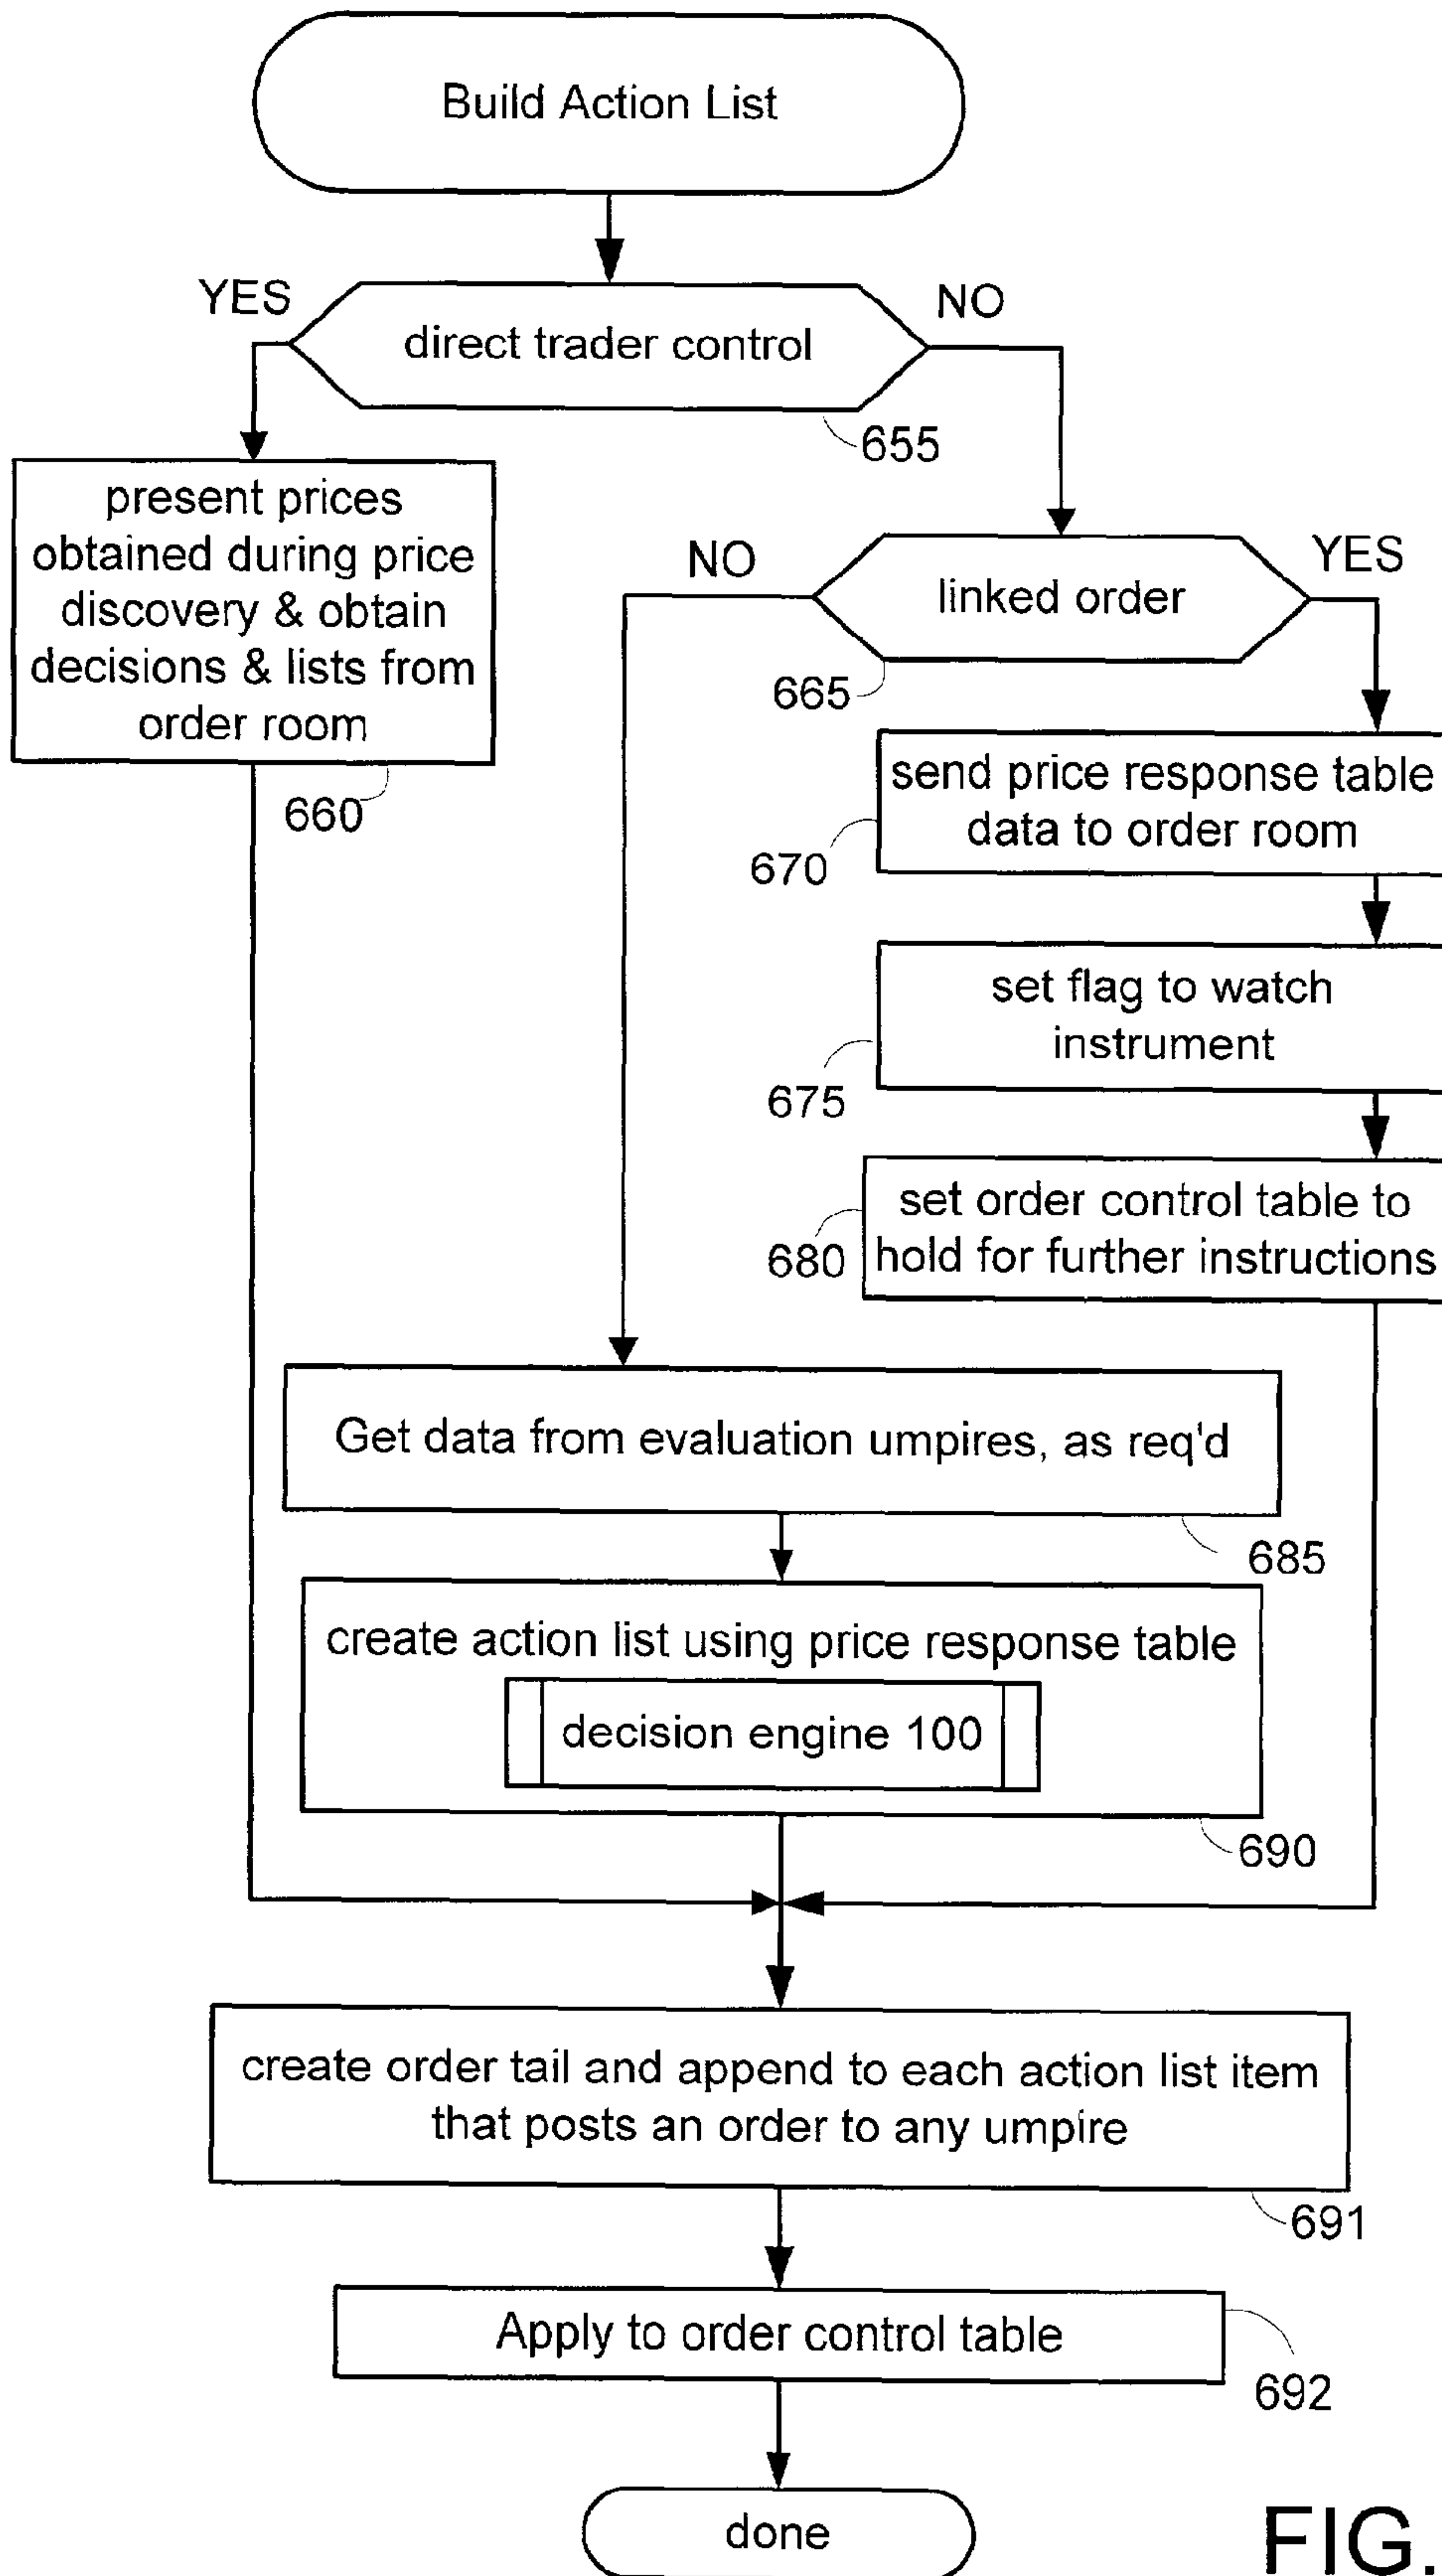 Build Action List
YES
NO
direct trader control
655
present prices
obtained during price
discovery & obtain
decisions & lists from
order room
660
NO
YES
linked order
665
send price response table
data to order room
670
set flag to watch
instrument
675
set order control table to
hold for further instructions
680
Get data from evaluation umpires, as req'd
685
create action list using price response table
decision engine 100
690
create order tail and append to each action list item
that posts an order to any umpire
691
Apply to order control table
692
done
FIG.